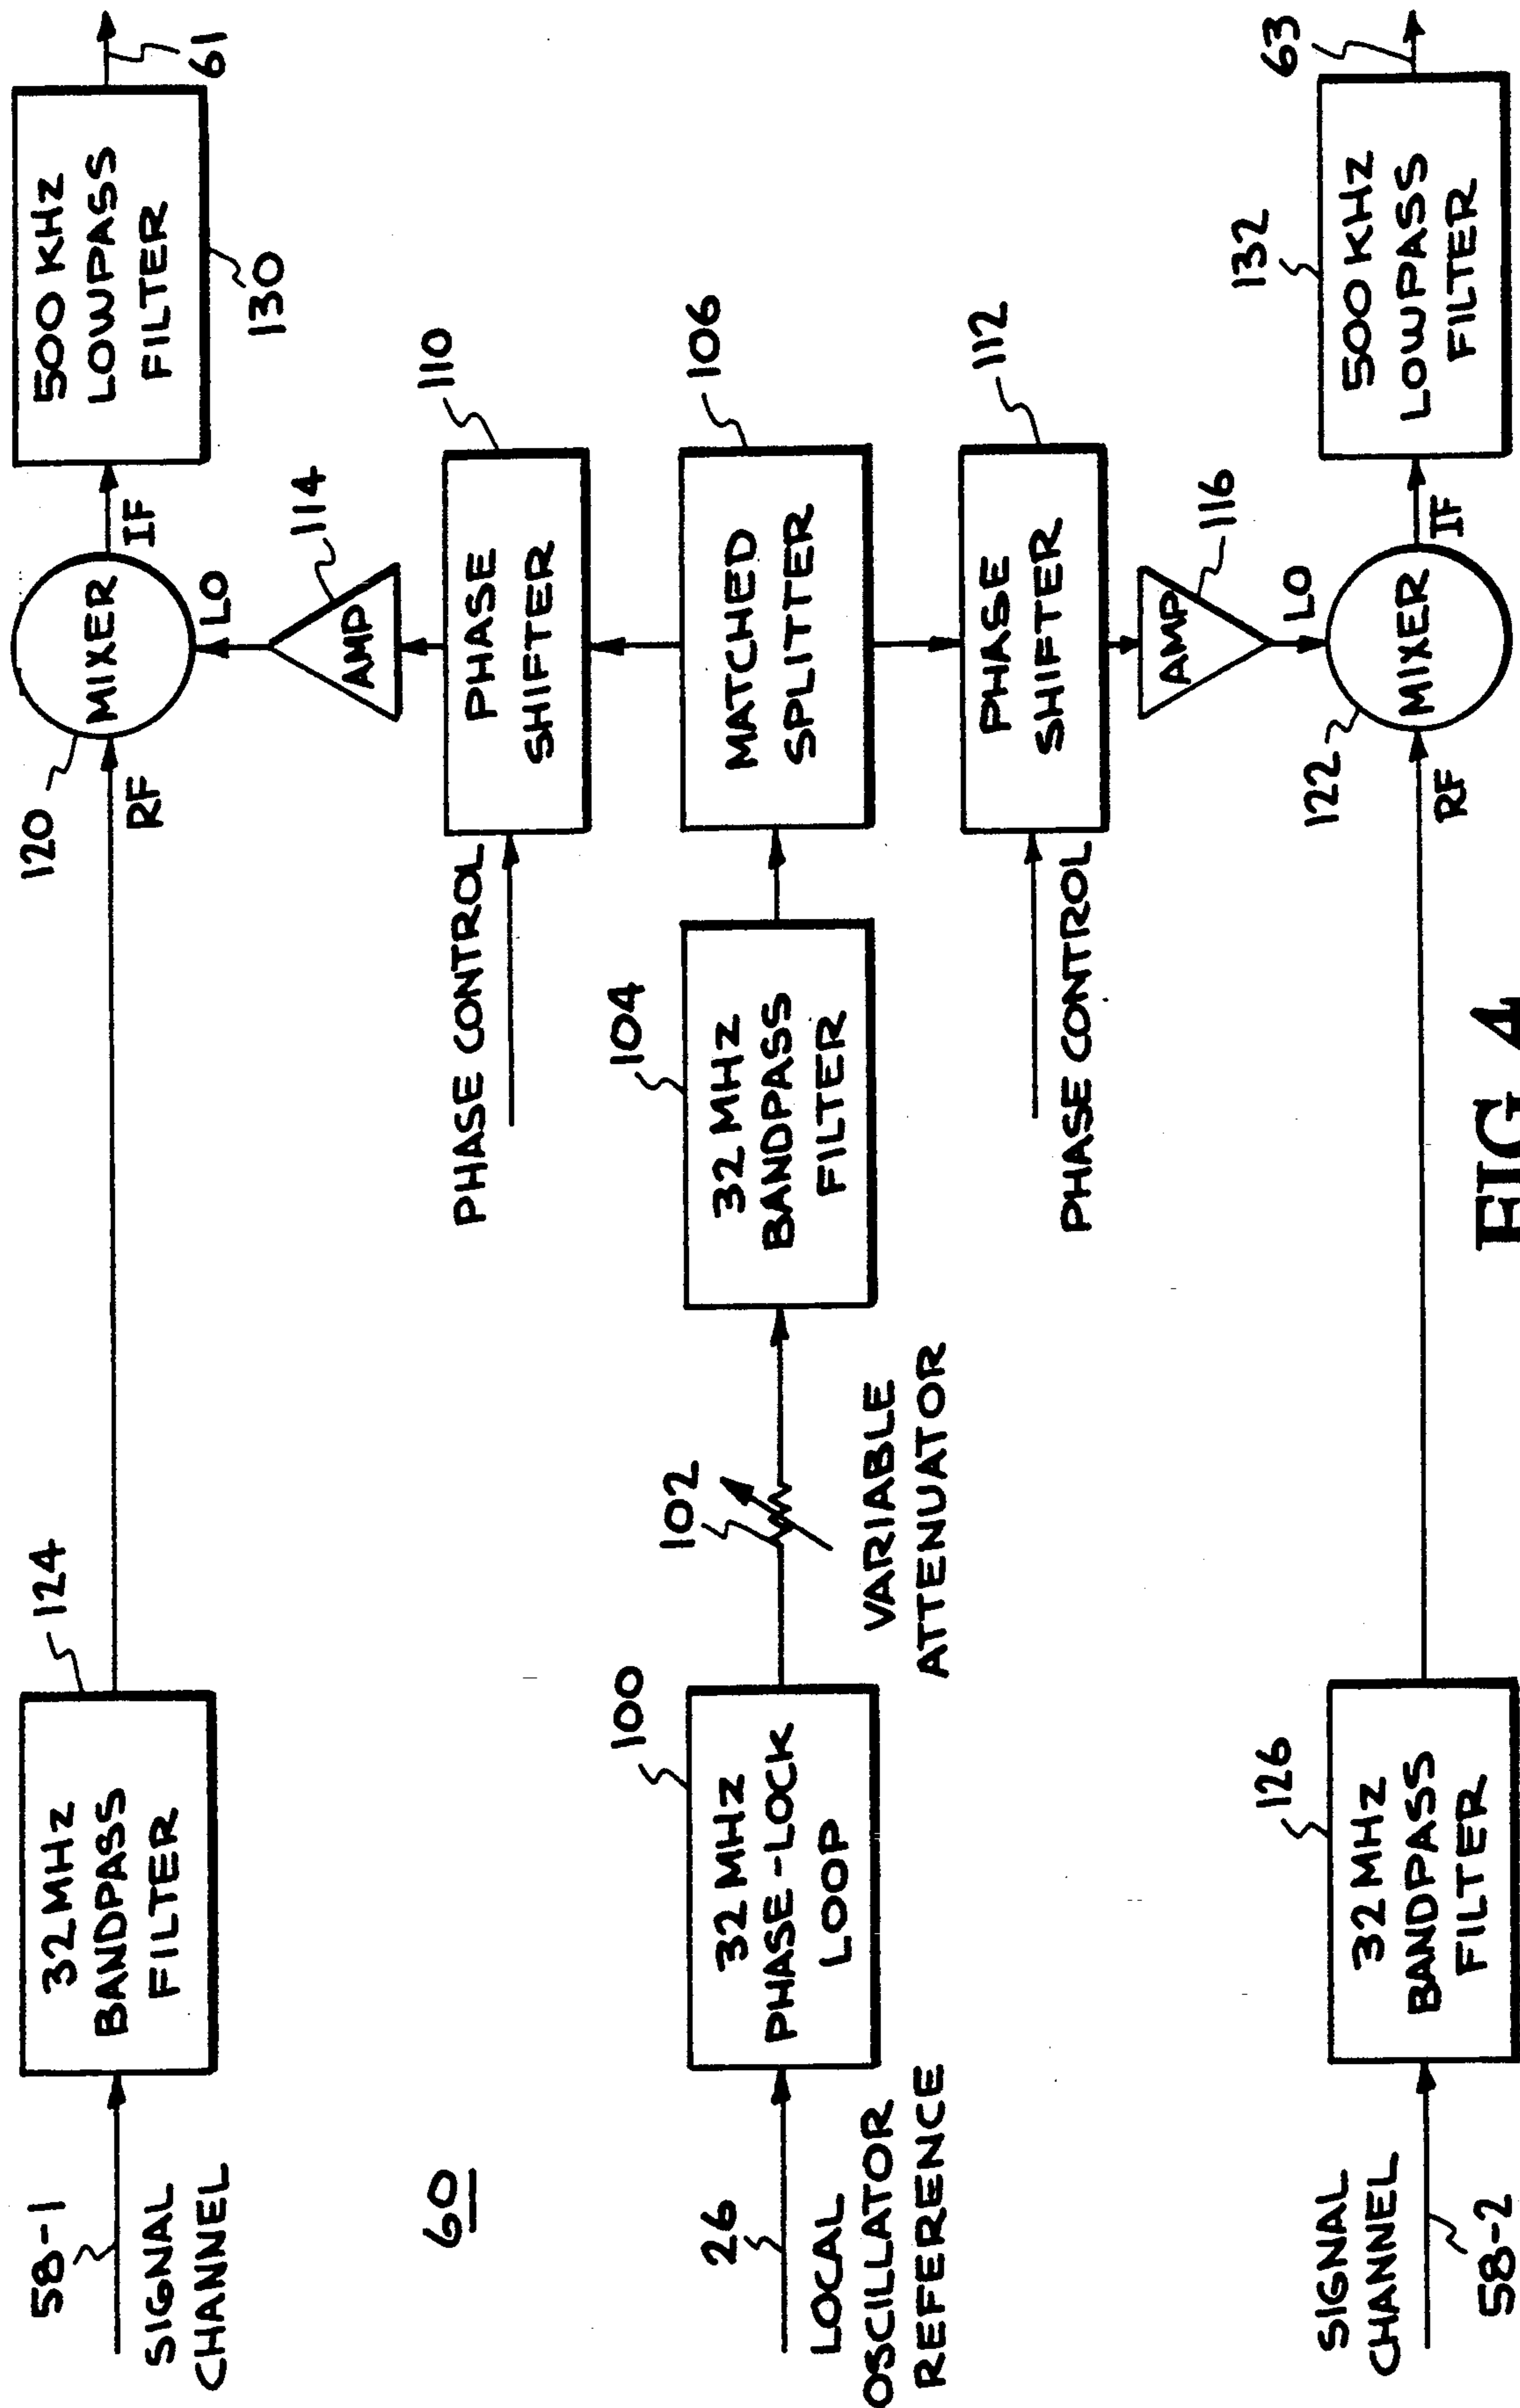 58-1
SIGNAL
CHANNEL
32 MHz
BANDPASS
FILTER
124
120
RF
MIXER
LO
IF
500 KHz
LOWPASS
FILTER
130
61
114
AMP
110
PHASE
SHIFTER
PHASE CONTROL
60
26
LOCAL
OSCILLATOR
REFERENCE
100
32 MHz
PHASE-LOCK
LOOP
102
VARIABLE
ATTENUATOR
104
32 MHz
BANDPASS
FILTER
106
MATCHED
SPLITTER
112
PHASE
SHIFTER
PHASE CONTROL
116
AMP
LO
SIGNAL
CHANNEL
58-2
126
32 MHz
BANDPASS
FILTER
122
RF
MIXER
IF
132
500 KHz
LOWPASS
FILTER
63
FIG. 4